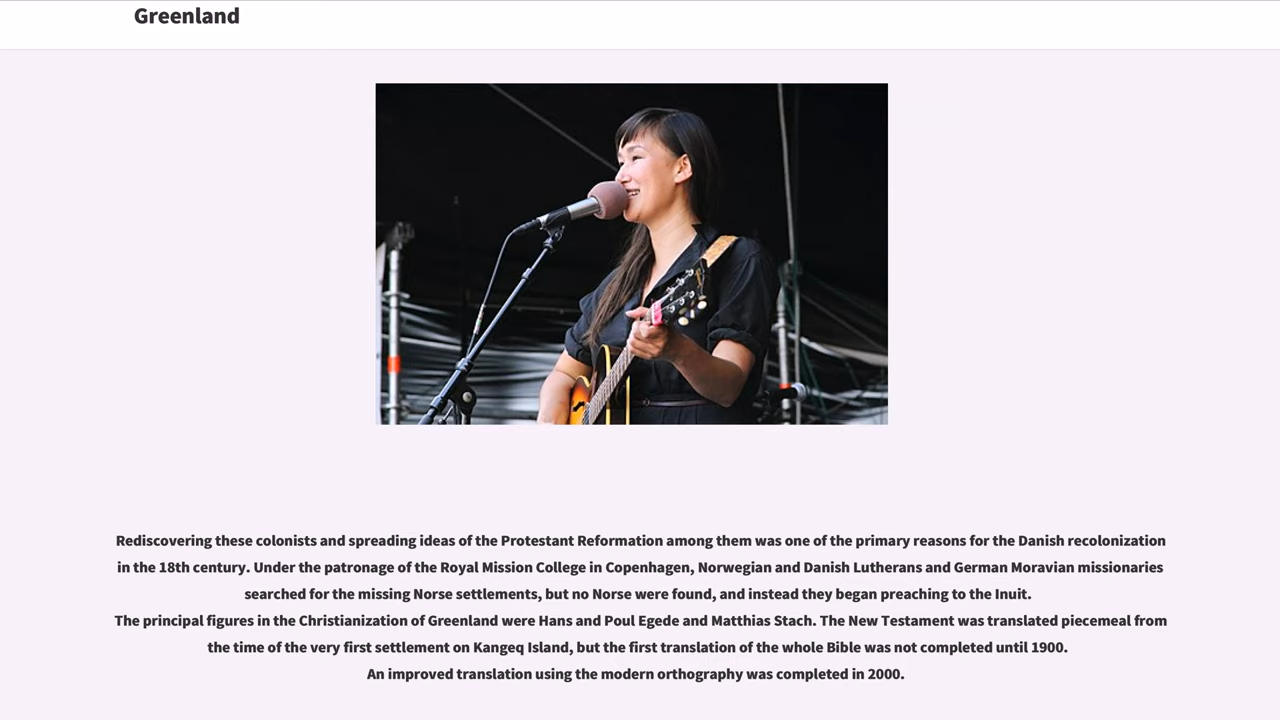 Greenland
Rediscovering these colonists and spreading ideas of the Protestant Reformation among them was one of the primary reasons for the Danish recolonization
in the 18th century. Under the patronage of the Royal Mission College in Copenhagen, Norwegian and Danish Lutherans and German Moravian missionaries
searched for the missing Norse settlements, but no Norse were found, and instead they began preaching to the Inuit.
The principal figures in the Christianization of Greenland were Hans and Poul Egede and Matthias Stach. The New Testament was translated piecemeal from
the time of the very first settlement on Kangeq Island, but the first translation of the whole Bible was not completed until 1900.
An improved translation using the modern orthography was completed in 2000.